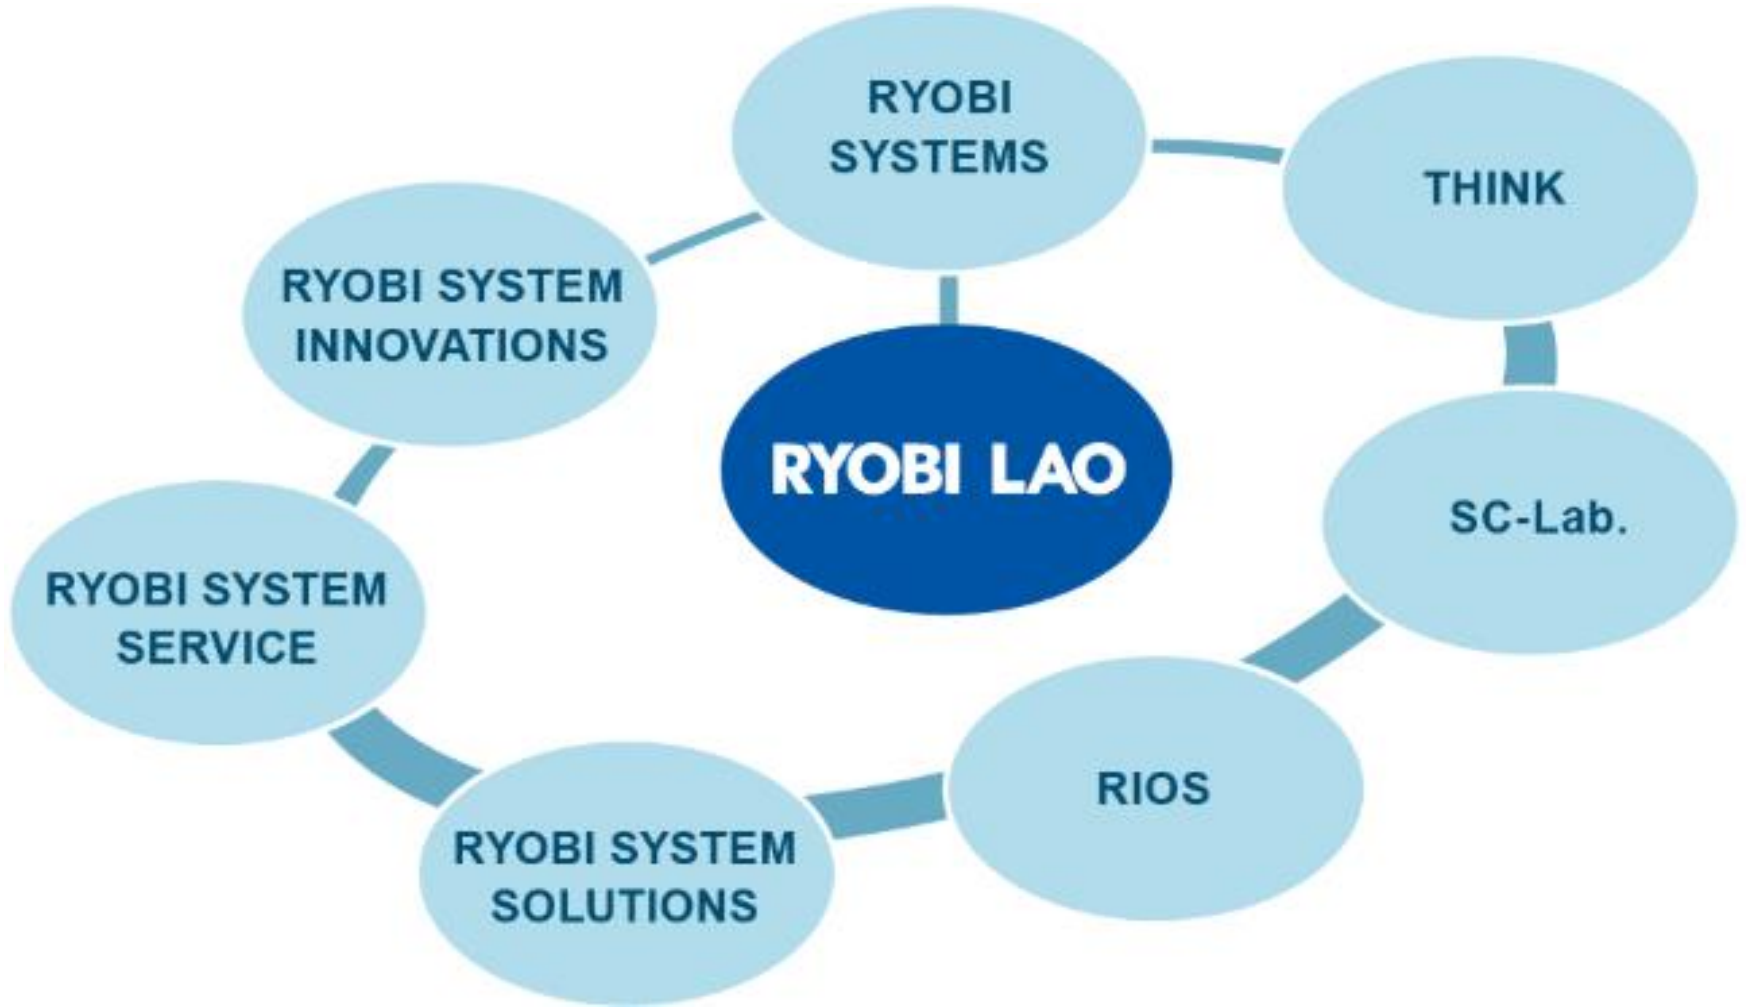 RYOBI
SYSTEMS
THINK
RYOBI SYSTEM
INNOVATIONS
RYOBI LAO
SC-Lab.
RYOBI SYSTEM
SERVICE
RIOS
RYOBI SYSTEM
SOLUTIONS